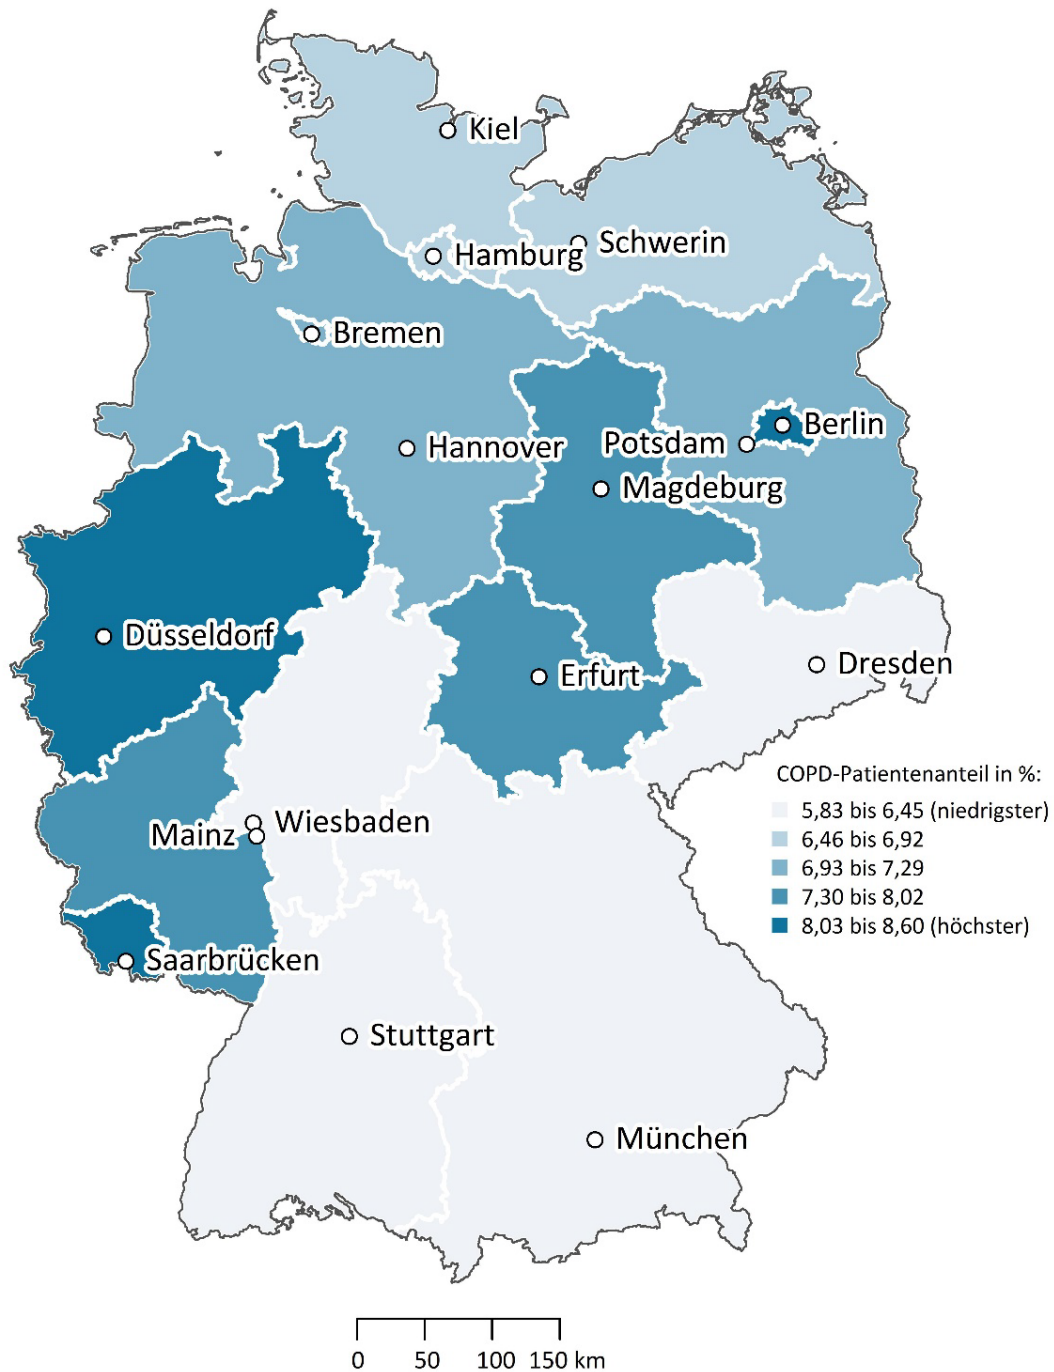 Kiel
Schwerin
Hamburg
Bremen
Berlin
Hannover
Potsdam
Magdeburg
Düsseldorf
Erfurt
Dresden
COPD-Patientenanteil in %:
5,83 bis 6,45 (niedrigster)
6,46 bis 6,92
6,93 bis 7,29
7,30 bis 8,02
8,03 bis 8,60 (höchster)
Wiesbaden
Mainz
Saarbrücken
Stuttgart
München
0 50 100 150 km